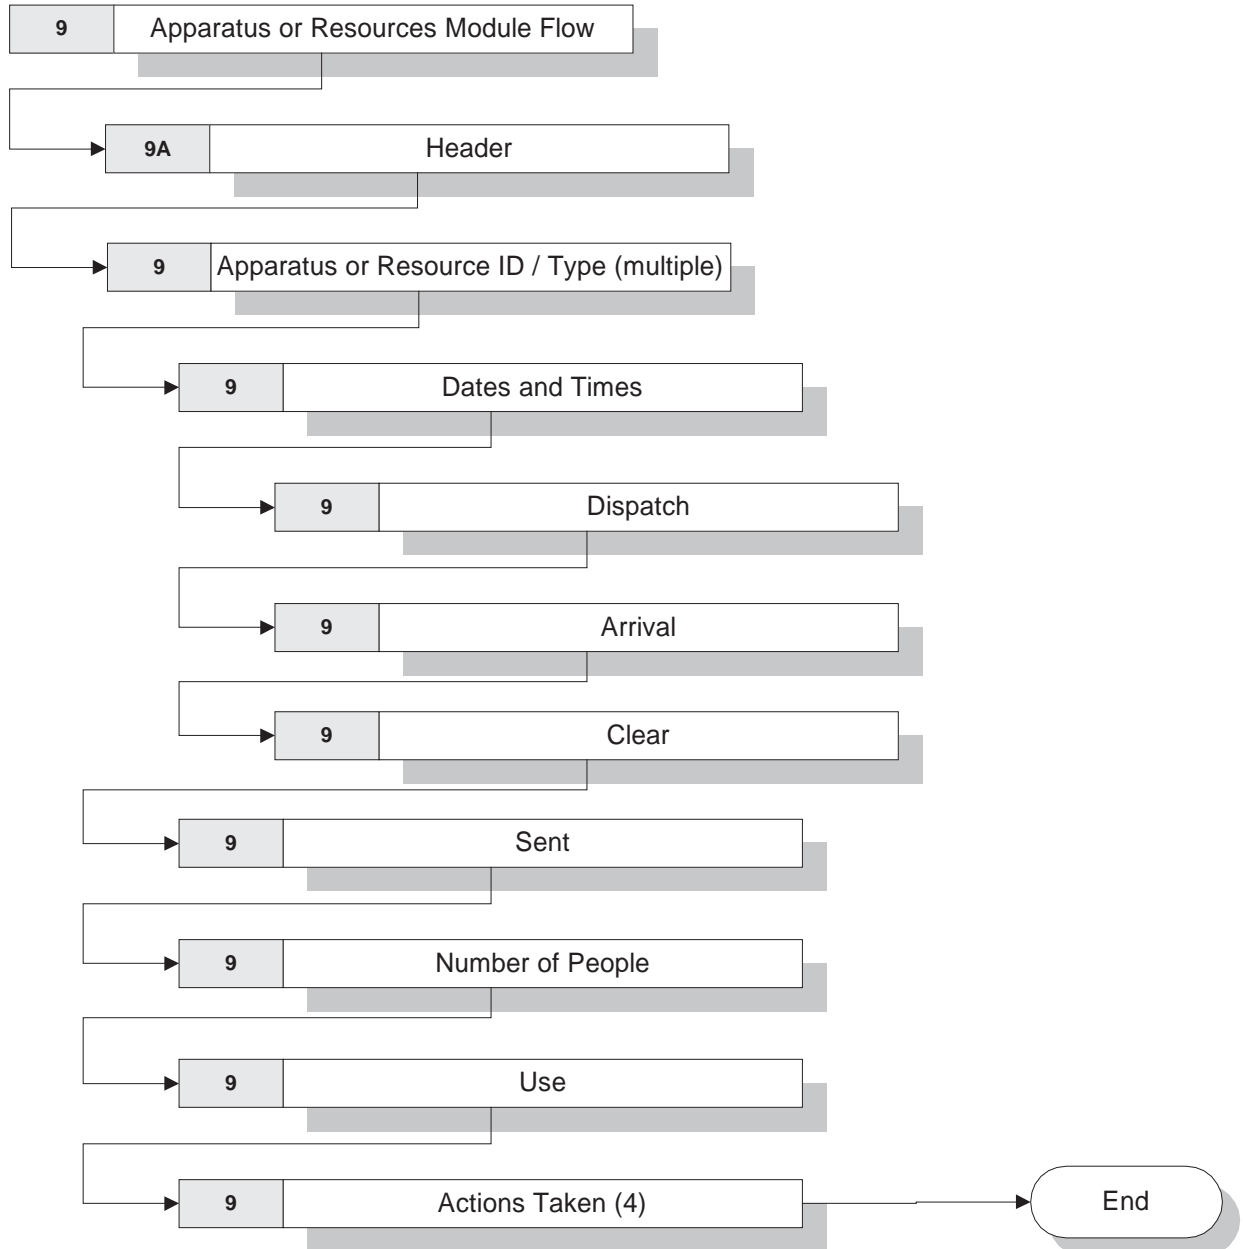 9 Apparatus or Resources Module Flow
9A Header
9 Apparatus or Resource ID / Type (multiple)
9 Dates and Times
9 Dispatch
9 Arrival
9 Clear
9 Sent
9 Number of People
9 Use
9 Actions Taken (4)
End